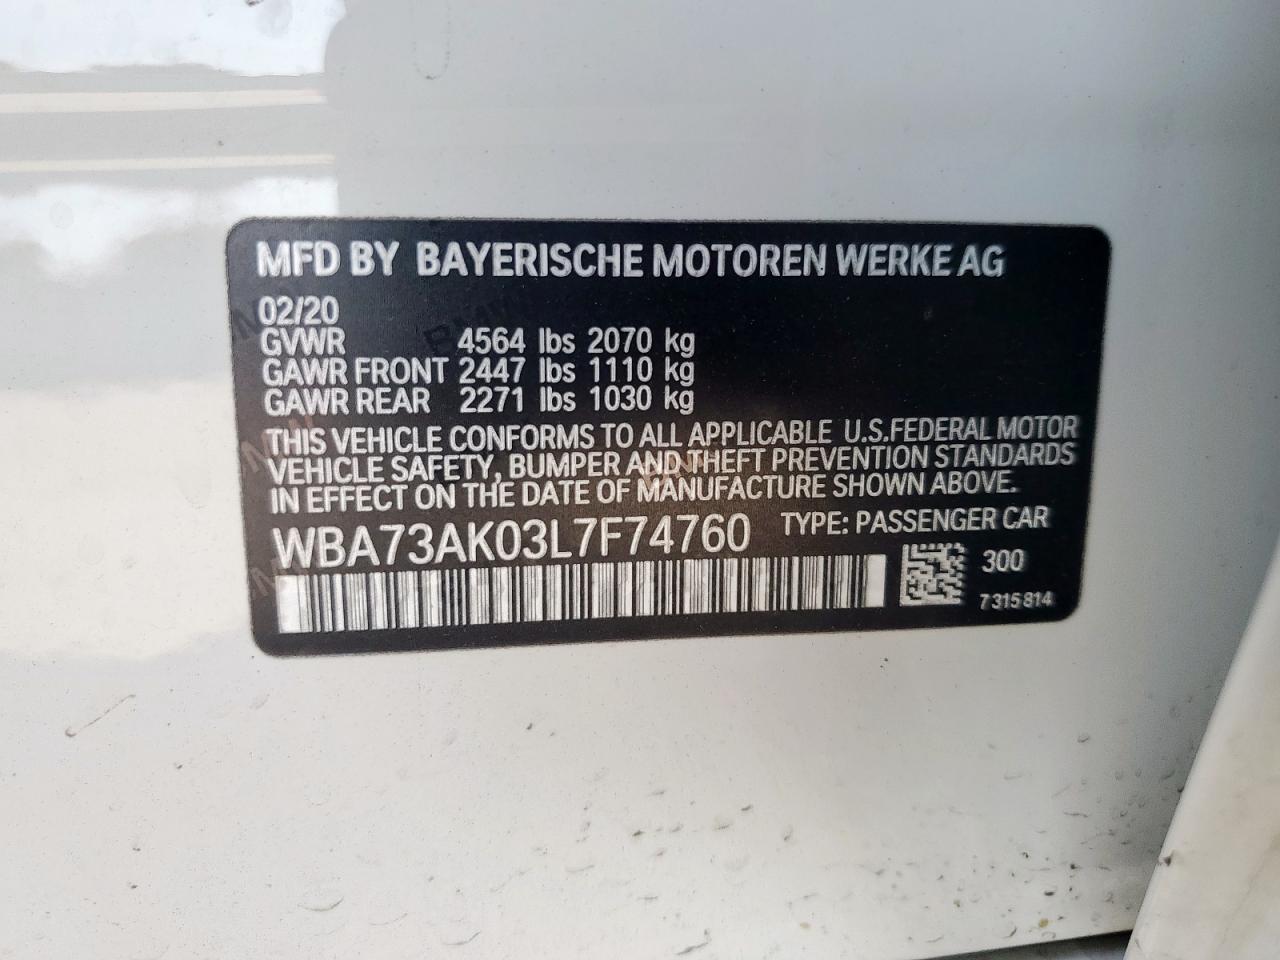 MFD BY BAYERISCHE MOTOREN WERKE AG
02/20
GVWR 4564 lbs 2070 kg
GAWR FRONT 2447 lbs 1110 kg
GAWR REAR 2271 lbs 1030 kg
THIS VEHICLE CONFORMS TO ALL APPLICABLE U.S.FEDERAL MOTOR
VEHICLE SAFETY, BUMPER AND THEFT PREVENTION STANDARDS
IN EFFECT ON THE DATE OF MANUFACTURE SHOWN ABOVE.
WBA73AK03L7F74760 TYPE: PASSENGER CAR
300
7315814